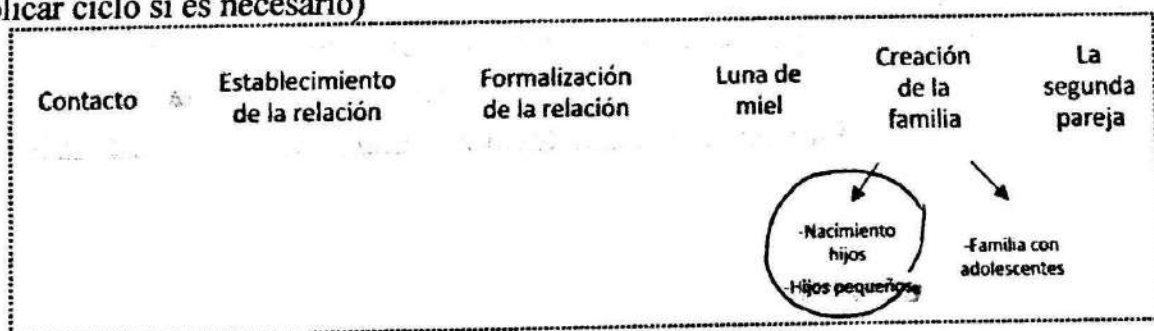 plicar ciclo si es necesario)
Contacto
Establecimiento
de la relación
Formalización
de la relación
Luna de
miel
Creación
de la
familia
La
segunda
pareja
-Nacimiento
hijos
-Hijos pequeños
-Familia con
adolescentes